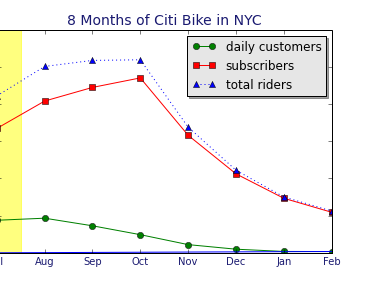 8 Months of Citi Bike in NYC
daily customers
subscribers
total riders
Aug Sep Oct Nov Dec Jan Feb